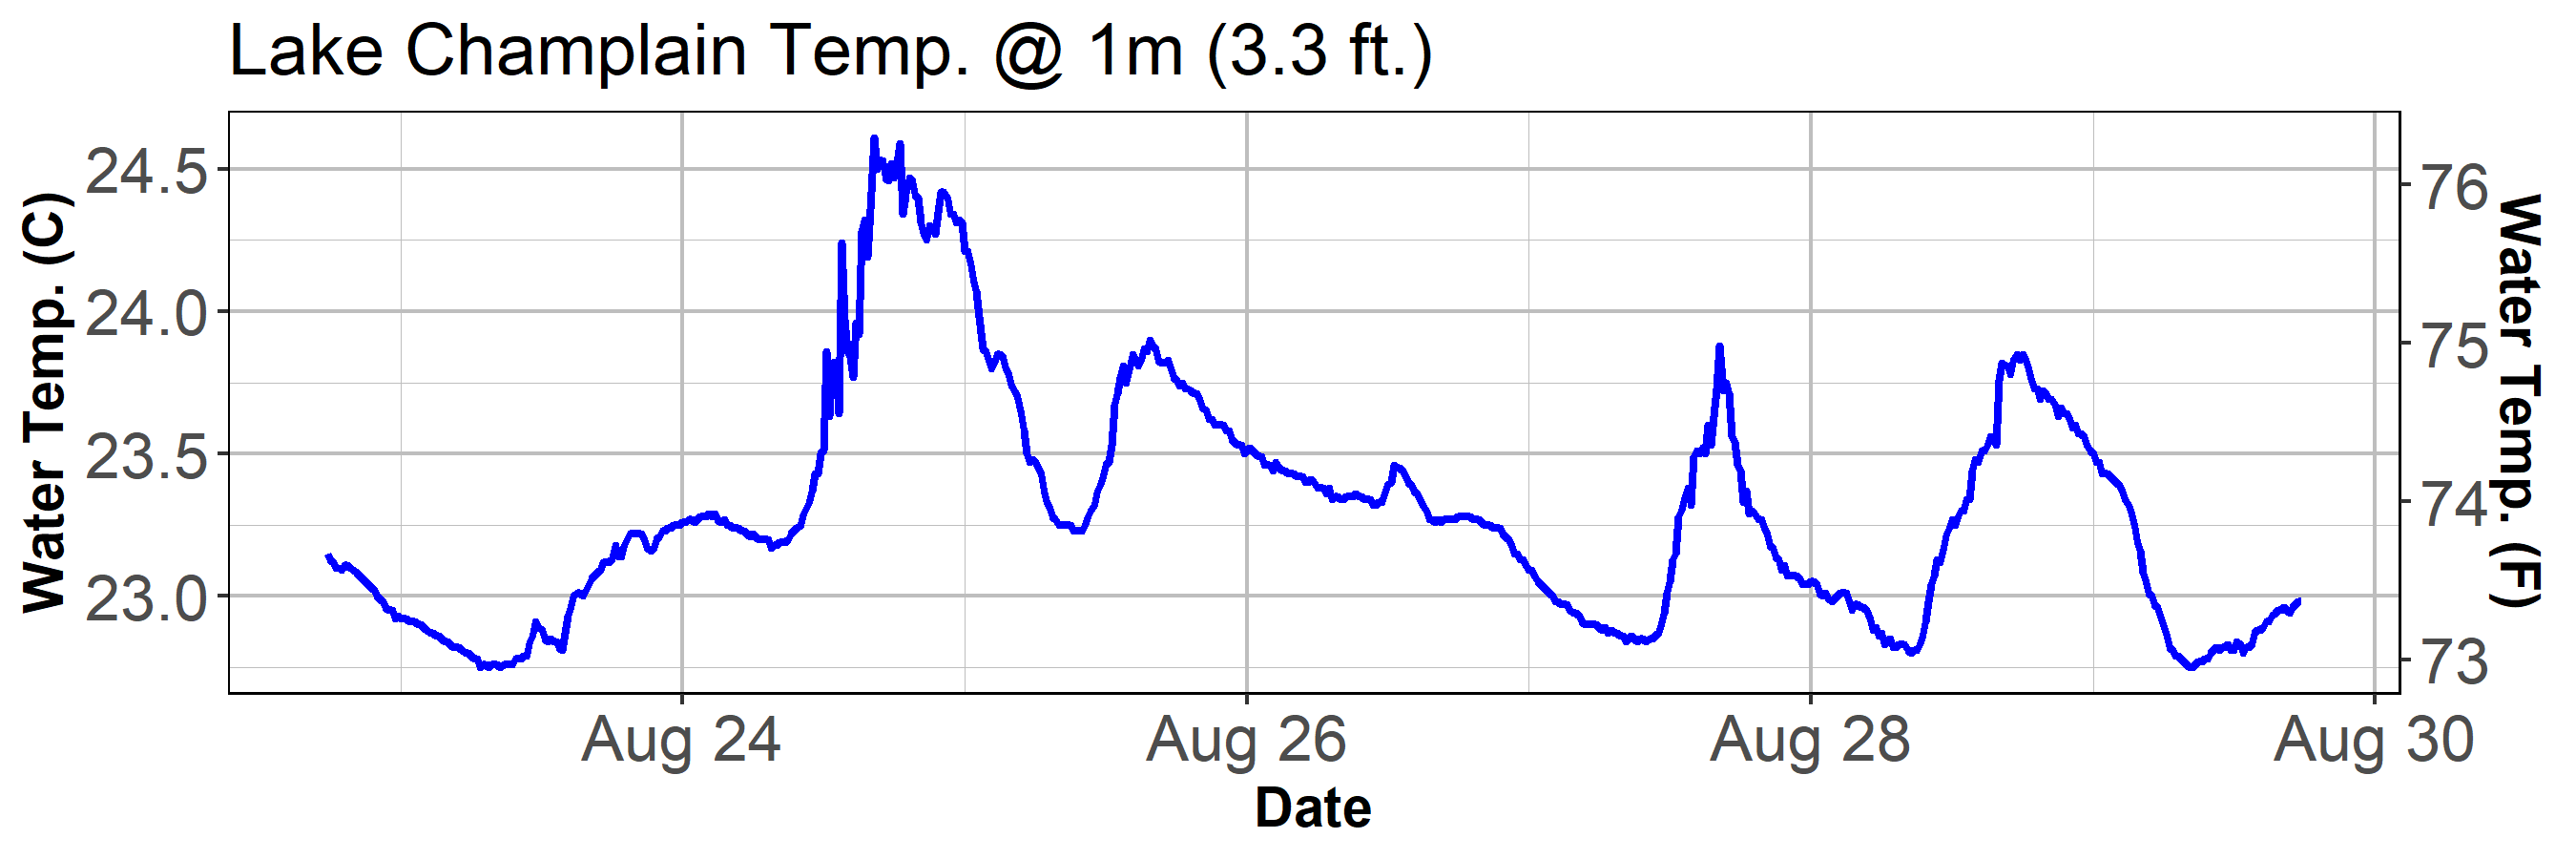 Lake Champlain Temp. @ 1m (3.3 ft.)
Water Temp. (C)
24.5
24.0
23.5
23.0
76
75
74
73
Water Temp. (F)
Aug 24 Aug 26 Aug 28 Aug 30
Date